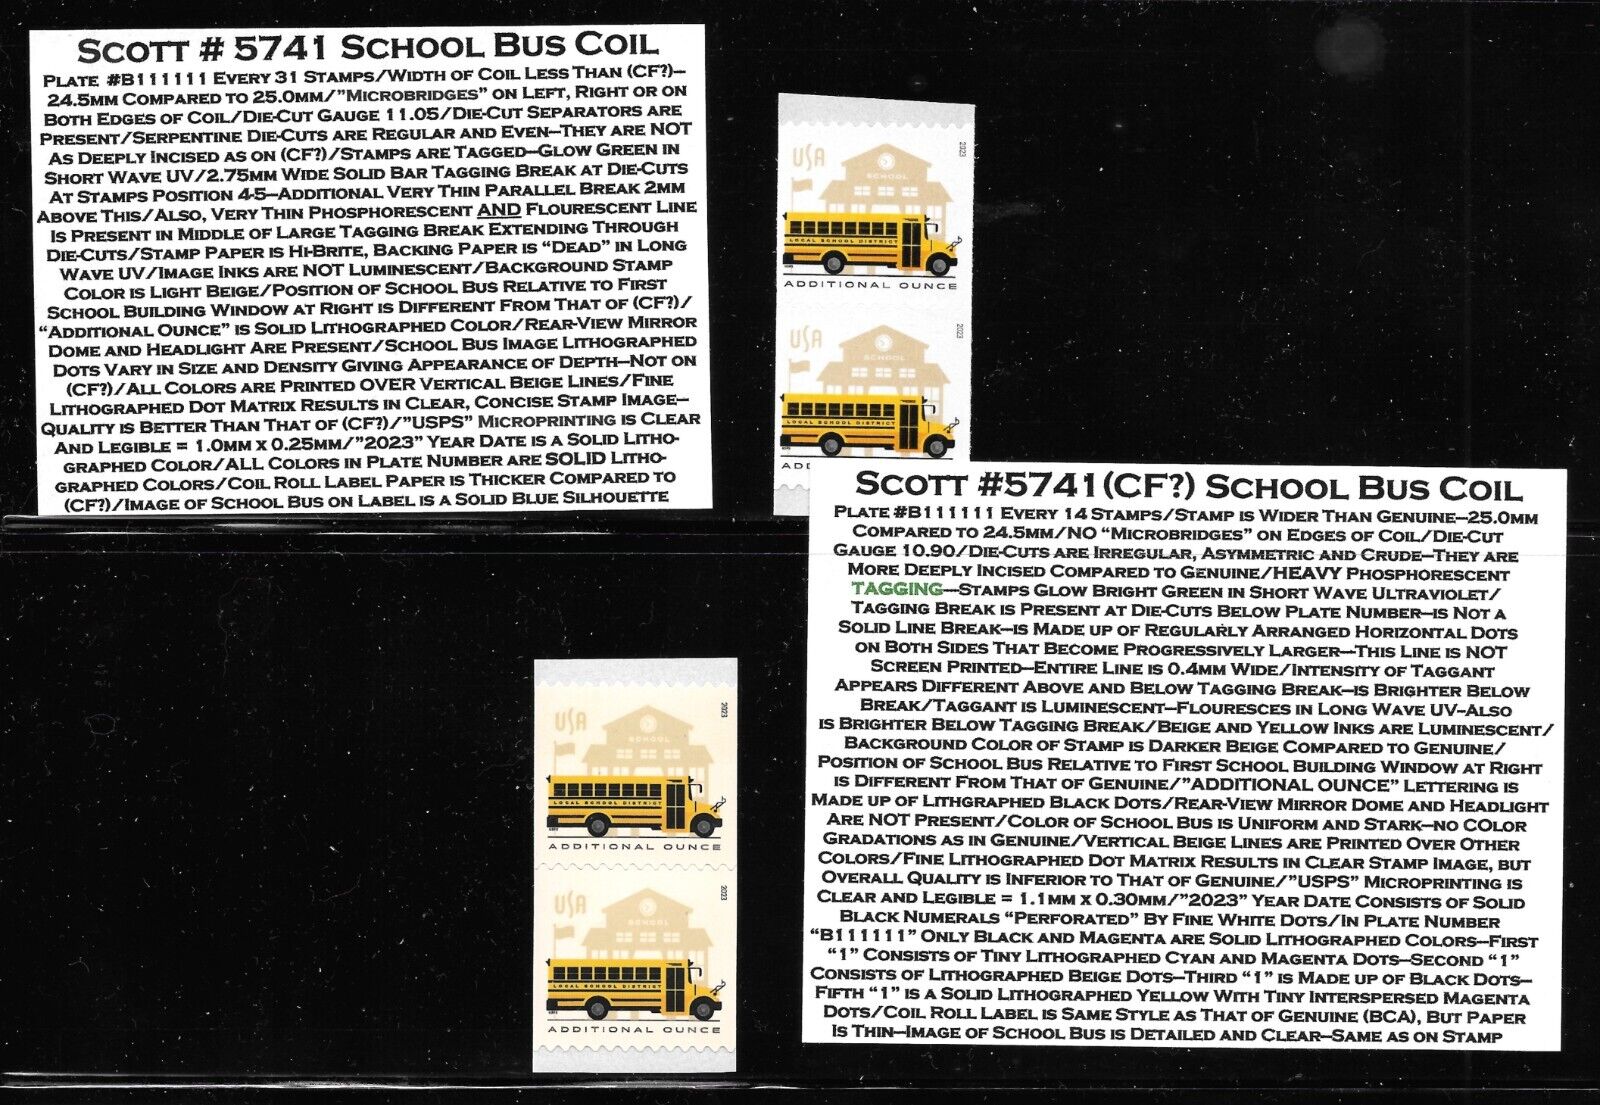 SCOTT # 5741 SCHOOL BUS COIL
PLATE #B111111 EVERY 31 STAMPS/WIDTH OF COIL LESS THAN (CF?)—
24.5MM COMPARED TO 25.0MM/"MICROBRIDGES" ON LEFT, RIGHT OR ON
BOTH EDGES OF COIL/DIE-CUT GAUGE 11.05/DIE-CUT SEPARATORS ARE
PRESENT/SERPENTINE DIE-CUTS ARE REGULAR AND EVEN—THEY ARE NOT
AS DEEPLY INCISED AS ON (CF?)/STAMPS ARE TAGGED—GLOW GREEN IN
SHORT WAVE UV/2.75MM WIDE SOLID BAR TAGGING BREAK AT DIE-CUTS
AT STAMPS POSITION 4-5—ADDITIONAL VERY THIN PARALLEL BREAK 2MM
ABOVE THIS/ALSO, VERY THIN PHOSPHORESCENT AND FLOURESCENT LINE
IS PRESENT IN MIDDLE OF LARGE TAGGING BREAK EXTENDING THROUGH
DIE-CUTS/STAMP PAPER IS HI-BRITE, BACKING PAPER IS "DEAD" IN LONG
WAVE UV/IMAGE INKS ARE NOT LUMINESCENT/BACKGROUND STAMP
COLOR IS LIGHT BEIGE/POSITION OF SCHOOL BUS RELATIVE TO FIRST
SCHOOL BUILDING WINDOW AT RIGHT IS DIFFERENT FROM THAT OF (CF?)/
"ADDITIONAL OUNCE" IS SOLID LITHOGRAPHED COLOR/REAR-VIEW MIRROR
DOME AND HEADLIGHT ARE PRESENT/SCHOOL BUS IMAGE LITHOGRAPHED
DOTS VARY IN SIZE AND DENSITY GIVING APPEARANCE OF DEPTH—NOT ON
(CF?)/ALL COLORS ARE PRINTED OVER VERTICAL BEIGE LINES/FINE
LITHOGRAPHED DOT MATRIX RESULTS IN CLEAR, CONCISE STAMP IMAGE—
QUALITY IS BETTER THAN THAT OF (CF?)/"USPS" MICROPRINTING IS CLEAR
AND LEGIBLE = 1.0MM X 0.25MM/"2023" YEAR DATE IS A SOLID LITHO-
GRAPHED COLOR/ALL COLORS IN PLATE NUMBER ARE SOLID LITHO-
GRAPHED COLORS/COIL ROLL LABEL PAPER IS THICKER COMPARED TO
(CF?)/IMAGE OF SCHOOL BUS ON LABEL IS A SOLID BLUE SILHOUETTE
USA
2023
SCHOOL
LOCAL SCHOOL DISTRICT
USPS
ADDITIONAL OUNCE
USA
2023
SCHOOL
LOCAL SCHOOL DISTRICT
USPS
AD
SCOTT #5741(CF?) SCHOOL BUS COIL
PLATE #B111111 EVERY 14 STAMPS/STAMP IS WIDER THAN GENUINE—25.0MM
COMPARED TO 24.5MM/NO "MICROBRIDGES" ON EDGES OF COIL/DIE-CUT
GAUGE 10.90/DIE-CUTS ARE IRREGULAR, ASYMMETRIC AND CRUDE—THEY ARE
MORE DEEPLY INCISED COMPARED TO GENUINE/HEAVY PHOSPHORESCENT
TAGGING—STAMPS GLOW BRIGHT GREEN IN SHORT WAVE ULTRAVIOLET/
TAGGING BREAK IS PRESENT AT DIE-CUTS BELOW PLATE NUMBER—IS NOT A
SOLID LINE BREAK—IS MADE UP OF REGULARLY ARRANGED HORIZONTAL DOTS
ON BOTH SIDES THAT BECOME PROGRESSIVELY LARGER—THIS LINE IS NOT
SCREEN PRINTED—ENTIRE LINE IS 0.4MM WIDE/INTENSITY OF TAGGANT
APPEARS DIFFERENT ABOVE AND BELOW TAGGING BREAK—IS BRIGHTER BELOW
BREAK/TAGGANT IS LUMINESCENT—FLOURESCES IN LONG WAVE UV-ALSO
IS BRIGHTER BELOW TAGGING BREAK/BEIGE AND YELLOW INKS ARE LUMINESCENT/
BACKGROUND COLOR OF STAMP IS DARKER BEIGE COMPARED TO GENUINE/
POSITION OF SCHOOL BUS RELATIVE TO FIRST SCHOOL BUILDING WINDOW AT RIGHT
IS DIFFERENT FROM THAT OF GENUINE/"ADDITIONAL OUNCE" LETTERING IS
MADE UP OF LITHGRAPHED BLACK DOTS/REAR-VIEW MIRROR DOME AND HEADLIGHT
ARE NOT PRESENT/COLOR OF SCHOOL BUS IS UNIFORM AND STARK—NO COLOR
GRADATIONS AS IN GENUINE/VERTICAL BEIGE LINES ARE PRINTED OVER OTHER
COLORS/FINE LITHOGRAPHED DOT MATRIX RESULTS IN CLEAR STAMP IMAGE, BUT
OVERALL QUALITY IS INFERIOR TO THAT OF GENUINE/"USPS" MICROPRINTING IS
CLEAR AND LEGIBLE = 1.1MM X 0.30MM/"2023" YEAR DATE CONSISTS OF SOLID
BLACK NUMERALS "PERFORATED" BY FINE WHITE DOTS/IN PLATE NUMBER
"B111111" ONLY BLACK AND MAGENTA ARE SOLID LITHOGRAPHED COLORS—FIRST
"1" CONSISTS OF TINY LITHOGRAPHED CYAN AND MAGENTA DOTS—SECOND "1"
CONSISTS OF LITHOGRAPHED BEIGE DOTS—THIRD "1" IS MADE UP OF BLACK DOTS—
FIFTH "1" IS A SOLID LITHOGRAPHED YELLOW WITH TINY INTERSPERSED MAGENTA
DOTS/COIL ROLL LABEL IS SAME STYLE AS THAT OF GENUINE (BCA), BUT PAPER
IS THIN—IMAGE OF SCHOOL BUS IS DETAILED AND CLEAR—SAME AS ON STAMP
USA
2023
SCHOOL
LOCAL SCHOOL DISTRICT
USPS
ADDITIONAL OUNCE
USA
2023
SCHOOL
LOCAL SCHOOL DISTRICT
USPS
ADDITIONAL OUNCE